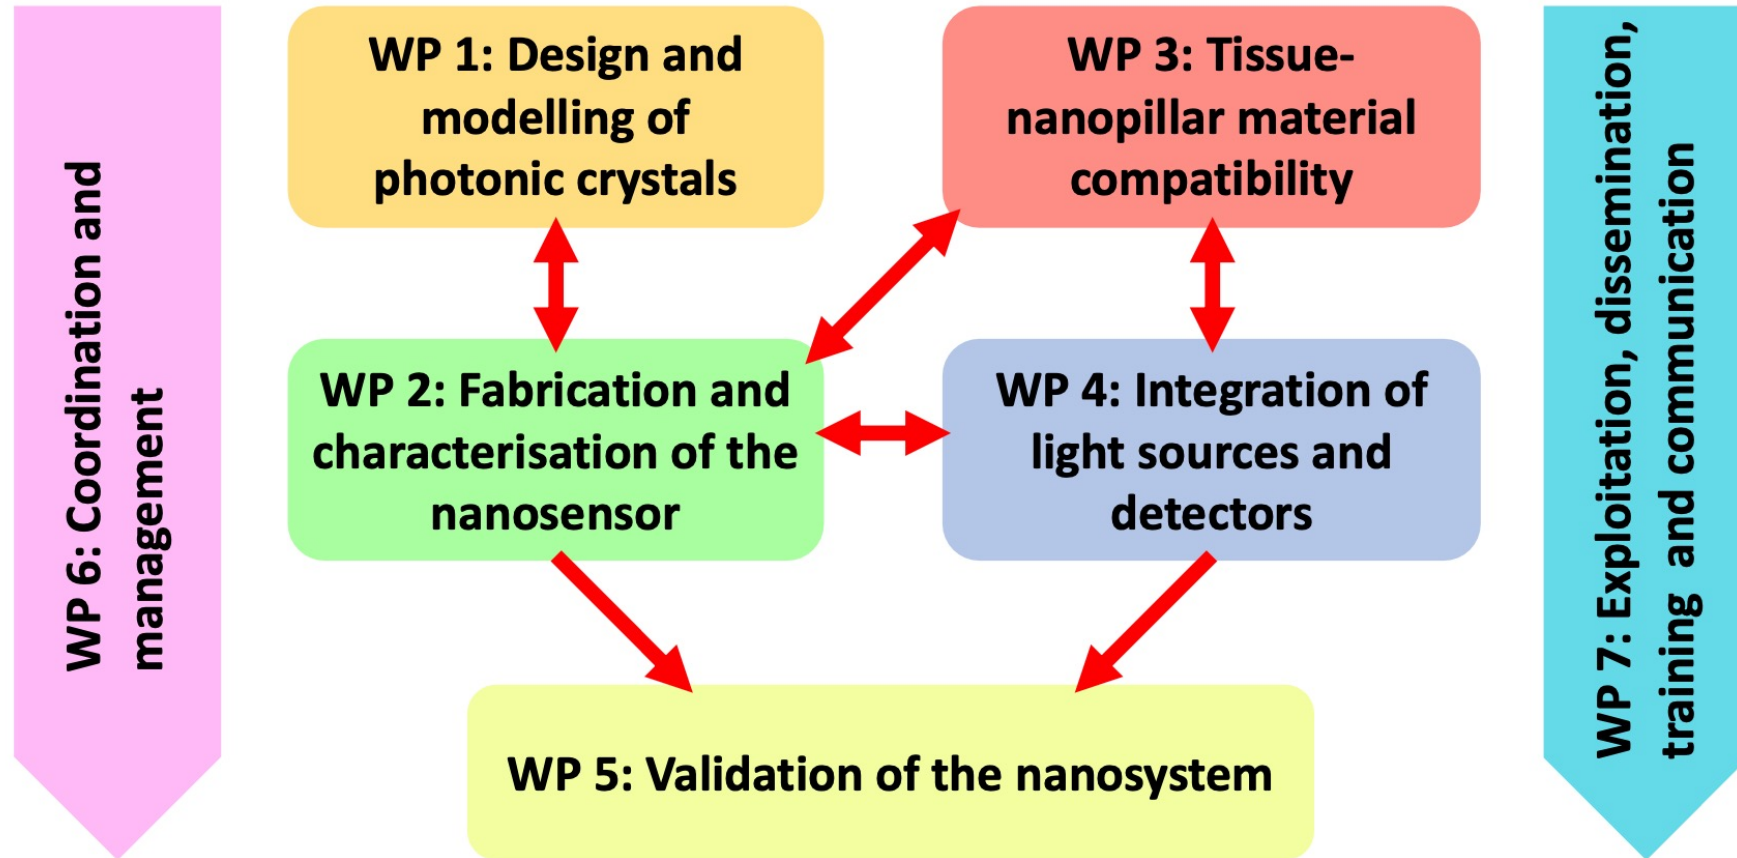 WP 6: Coordination and
management
WP 1: Design and
modelling of
photonic crystals
WP 3: Tissue-
nanopillar material
compatibility
WP 2: Fabrication and
characterisation of the
nanosensor
WP 4: Integration of
light sources and
detectors
WP 5: Validation of the nanosystem
WP 7: Exploitation, dissemination,
training and communication